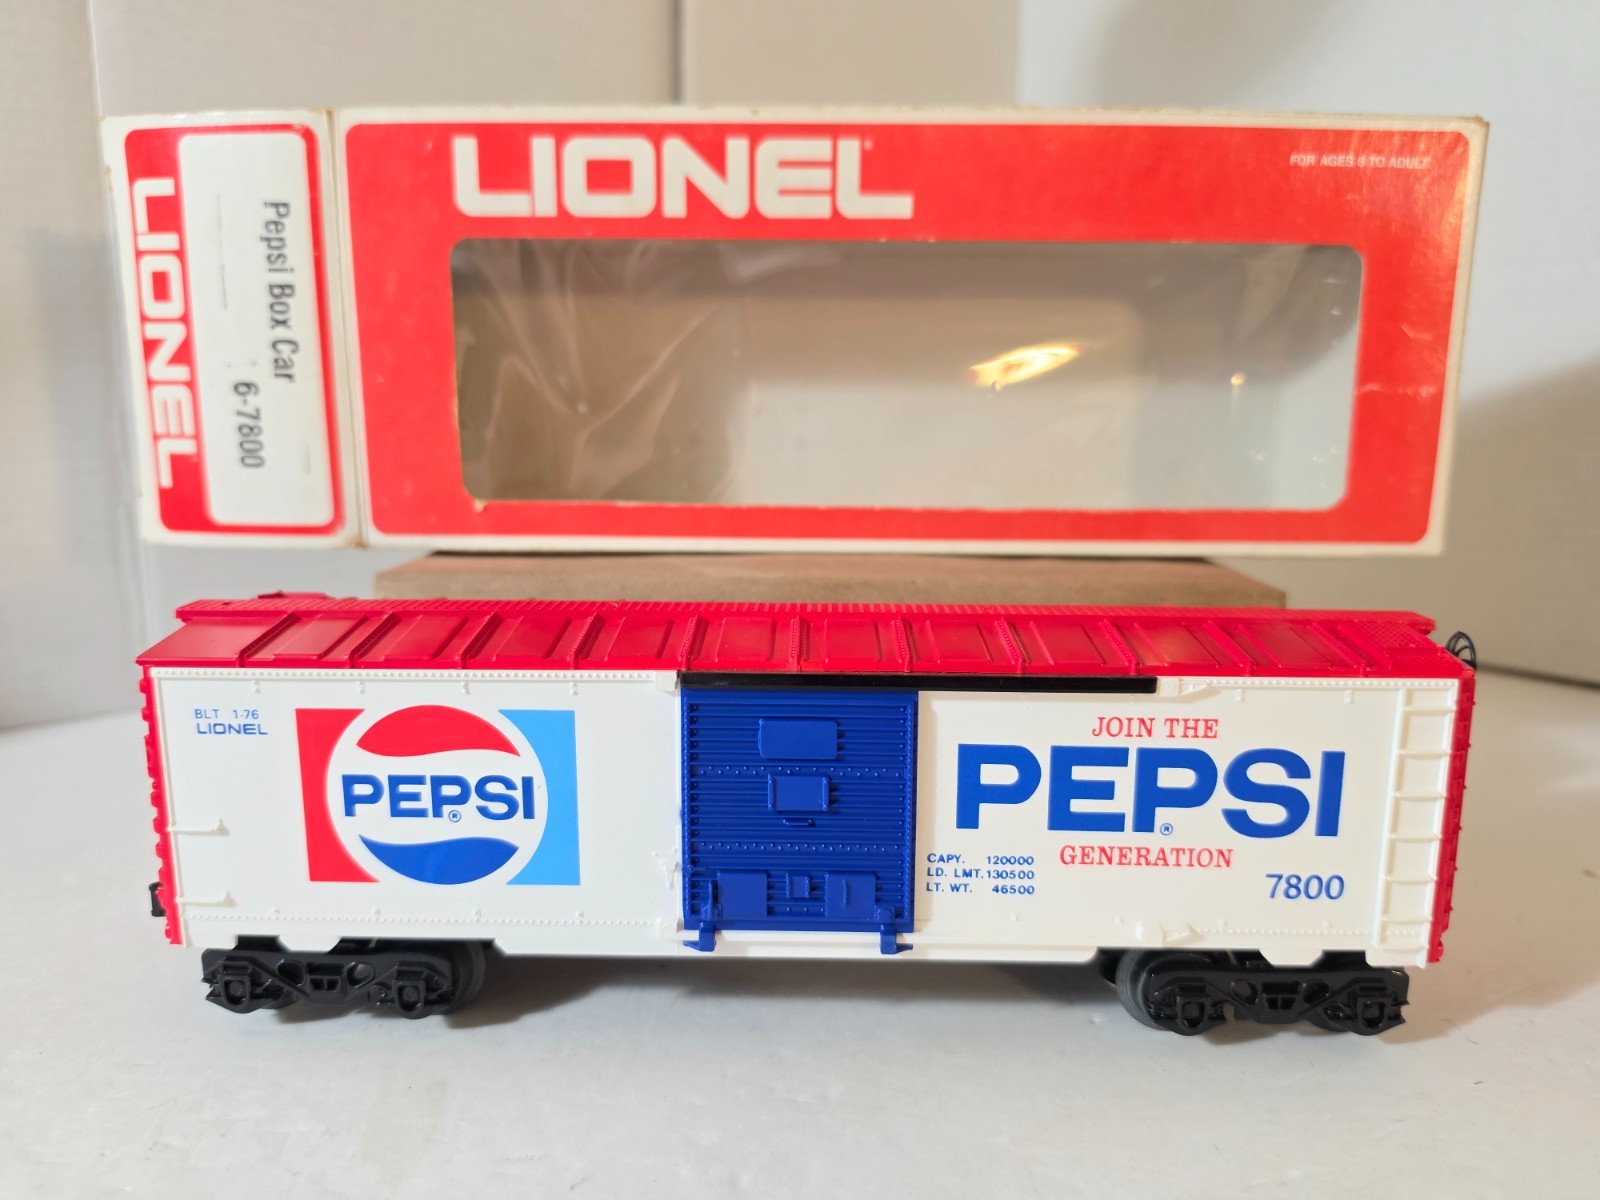 LIONEL
FOR AGES 8 TO ADULT
LIONEL
Pepsi Box Car
6-7800
BLT 1-76
LIONEL
PEPSI
®
JOIN THE
PEPSI
®
GENERATION
CAPY. 120000
LD. LMT. 130500
LT. WT. 46500
7800